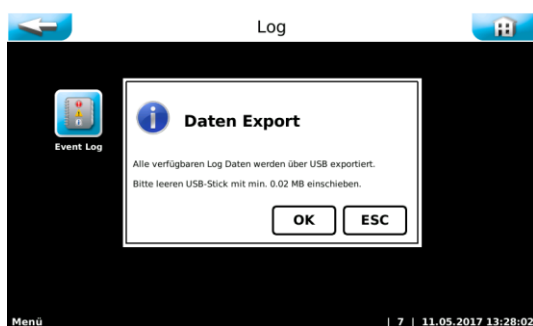 Log
Event Log
Daten Export
Alle verfügbaren Log Daten werden über USB exportiert.
Bitte leeren USB-Stick mit min. 0.02 MB einschieben.
OK ESC
Menü | 7 | 11.05.2017 13:28:02